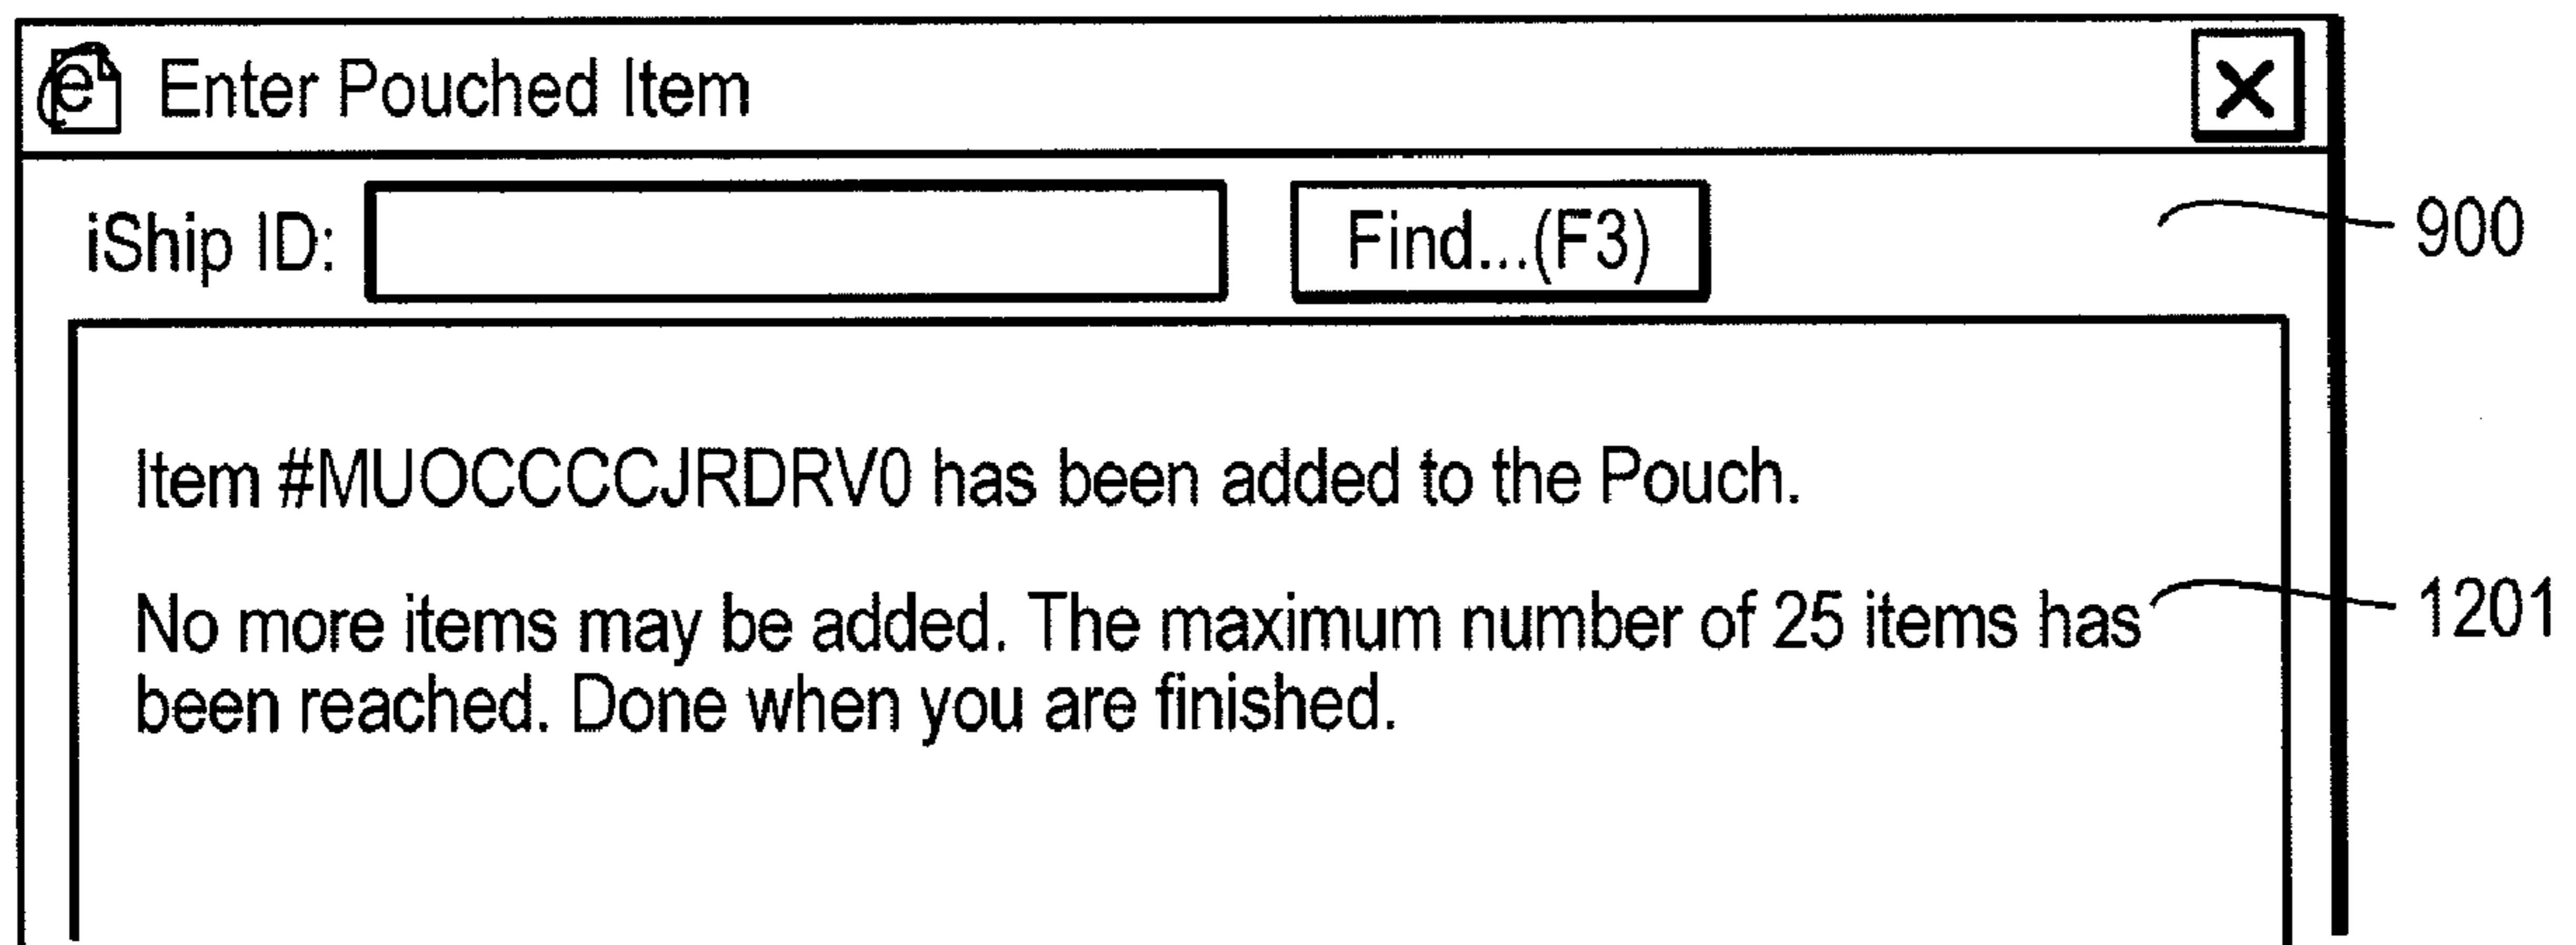 Enter Pouched Item
iShip ID: Find...(F3) 900
Item #MUOCCCCJRDRV0 has been added to the Pouch.
No more items may be added. The maximum number of 25 items has 1201
been reached. Done when you are finished.